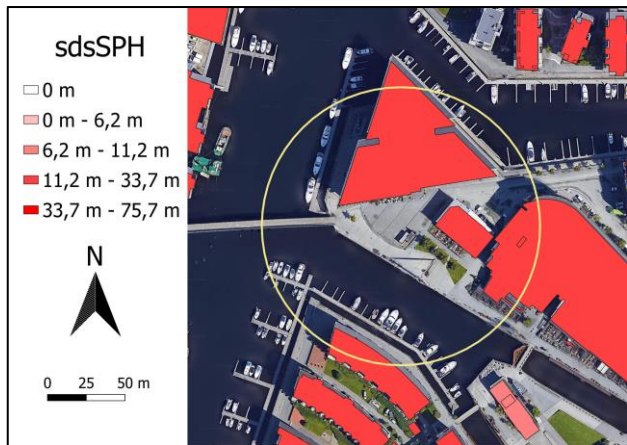 sdsSPH
0 m
0 m - 6,2 m
6,2 m - 11,2 m
11,2 m - 33,7 m
33,7 m - 75,7 m
N
0 25 50 m